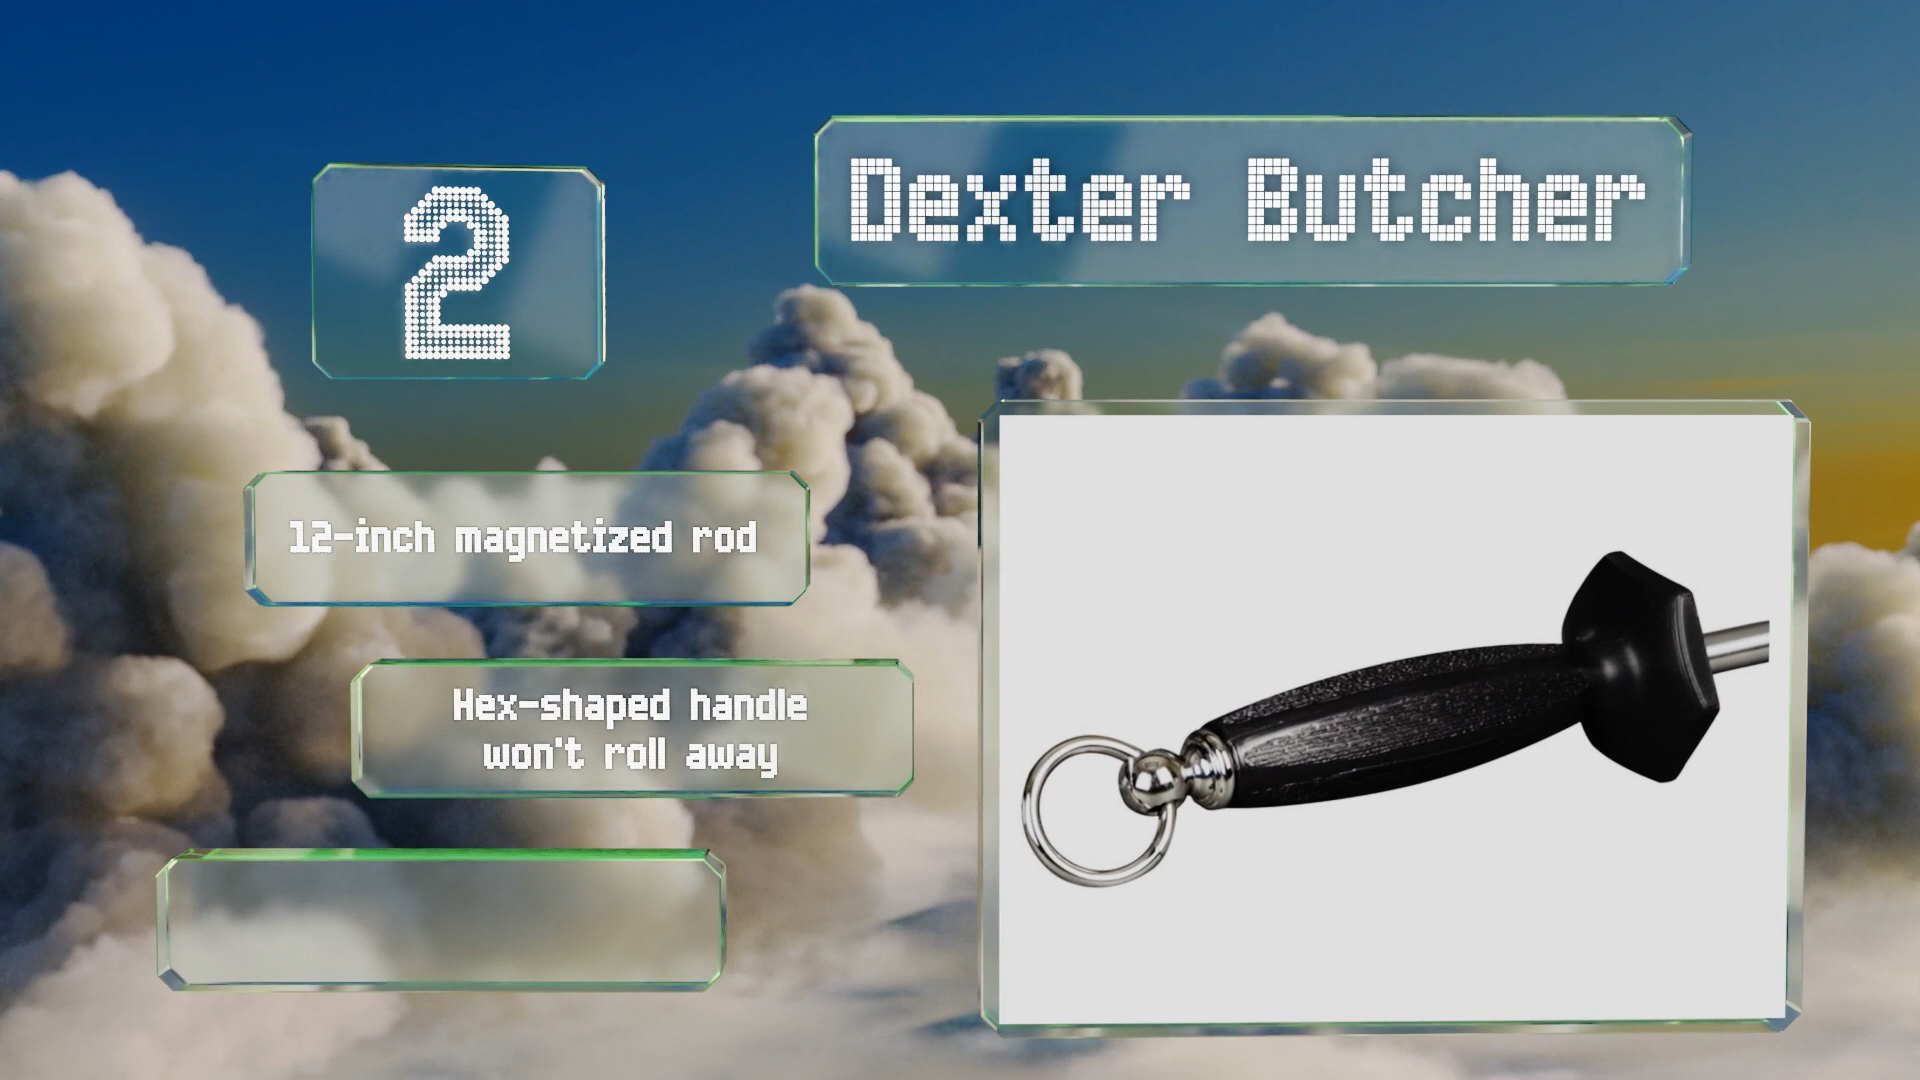 2
Dexter Butcher
12-inch magnetized rod
Hex-shaped handle
won't roll away